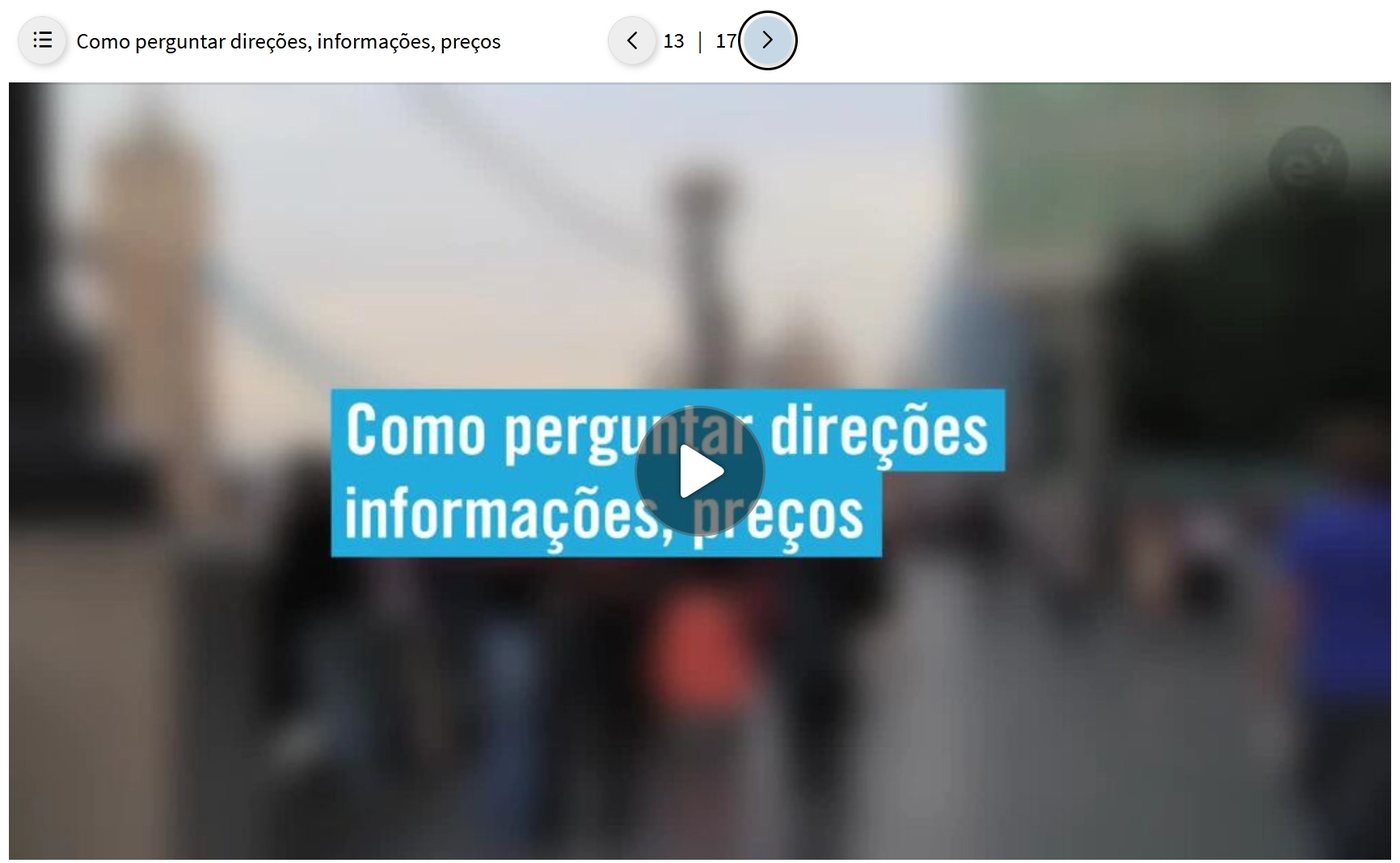 Como perguntar direções, informações, preços
13 | 17
Como perguntar direções
informações, preços